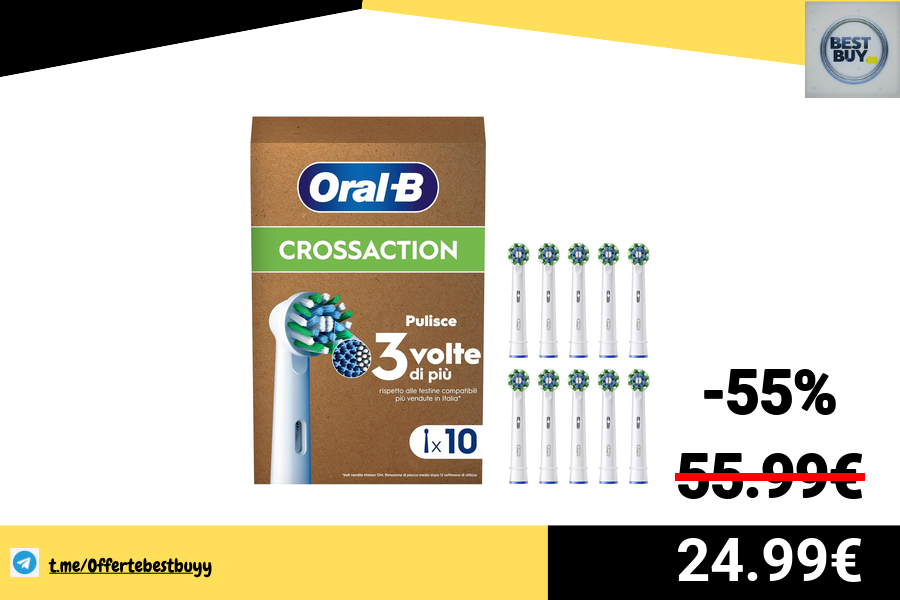 BEST
BUY
Oral-B
CROSSACTION
Pulisce
3 volte
di più
rispetto alle testine compatibili
più vendute in Italia*
x10
-55%
55.99€
24.99€
t.me/Offertebestbuyy